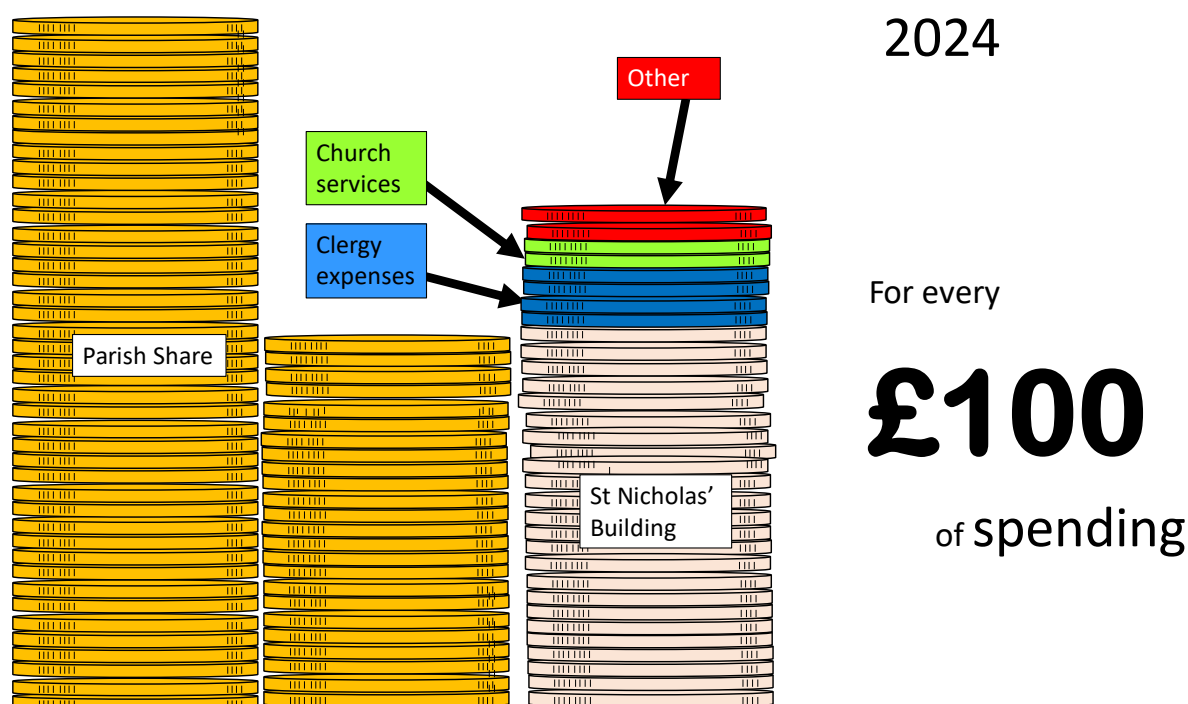 2024
Other
Church
services
Clergy
expenses
For every
Parish Share
£100
St Nicholas’
Building
of spending